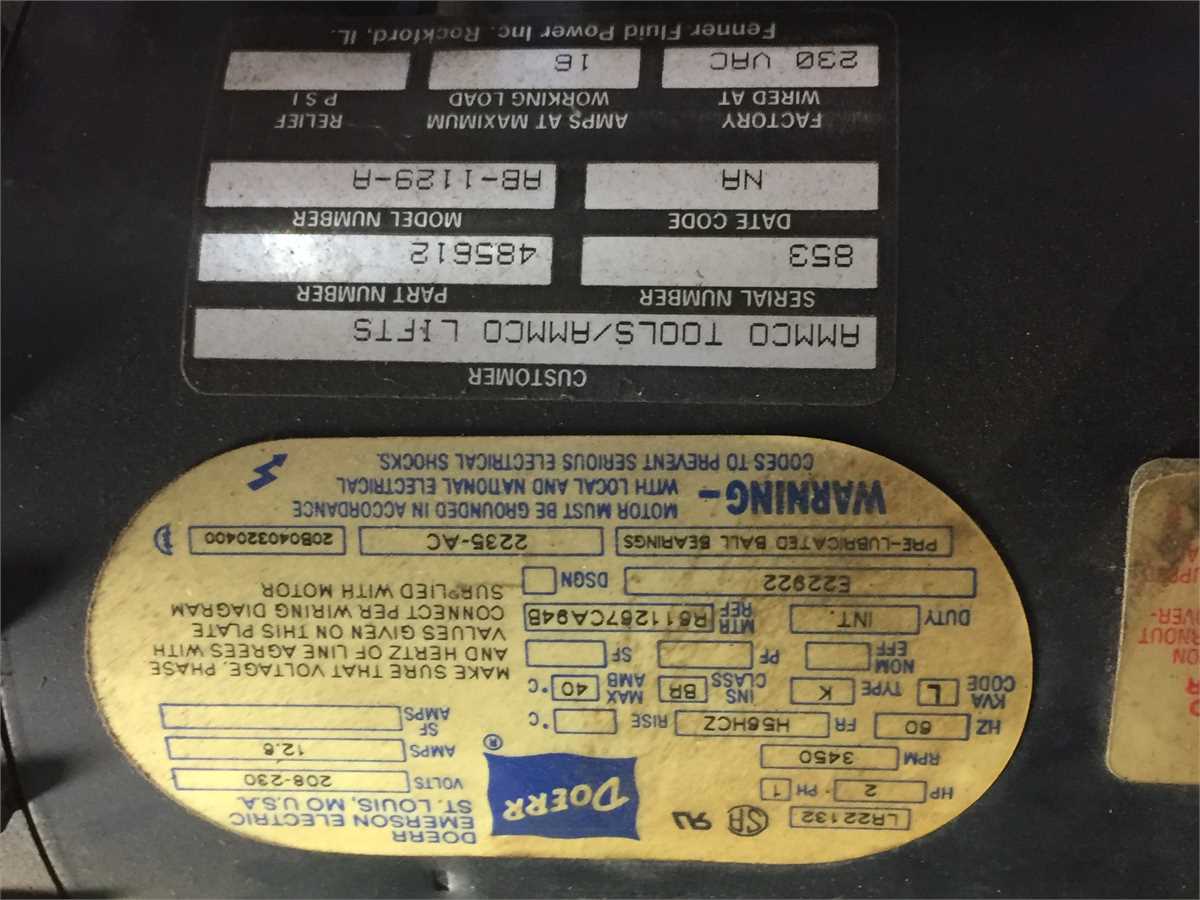 LR22132
DOERR
DOERR
EMERSON ELECTRIC
ST. LOUIS, MO U.S.A.
HP 2 PH 1
VOLTS 208-230
RPM 3450
AMPS 12.6
HZ 60 FR H56HCZ RISE °C
SF AMPS
KVA CODE L TYPE K INS CLASS BR MAX AMB 40 °C
NOM EFF PF SF
DUTY INT. MTR REF R611267CA94B
MAKE SURE THAT VOLTAGE, PHASE
AND HERTZ OF LINE AGREES WITH
VALUES GIVEN ON THIS PLATE
CONNECT PER WIRING DIAGRAM
SUPPLIED WITH MOTOR
E22922 DSGN
PRE-LUBRICATED BALL BEARINGS 2235-AC 20B040320400
WARNING –
MOTOR MUST BE GROUNDED IN ACCORDANCE
WITH LOCAL AND NATIONAL ELECTRICAL
CODES TO PREVENT SERIOUS ELECTRICAL SHOCKS.
CUSTOMER
AMMCO TOOLS/AMMCO LIFTS
SERIAL NUMBER PART NUMBER
853 485612
DATE CODE MODEL NUMBER
NA AB-1129-A
FACTORY WIRED AT AMPS AT MAXIMUM WORKING LOAD RELIEF P S I
230 VAC 16
Fenner Fluid Power Inc. Rockford, IL.